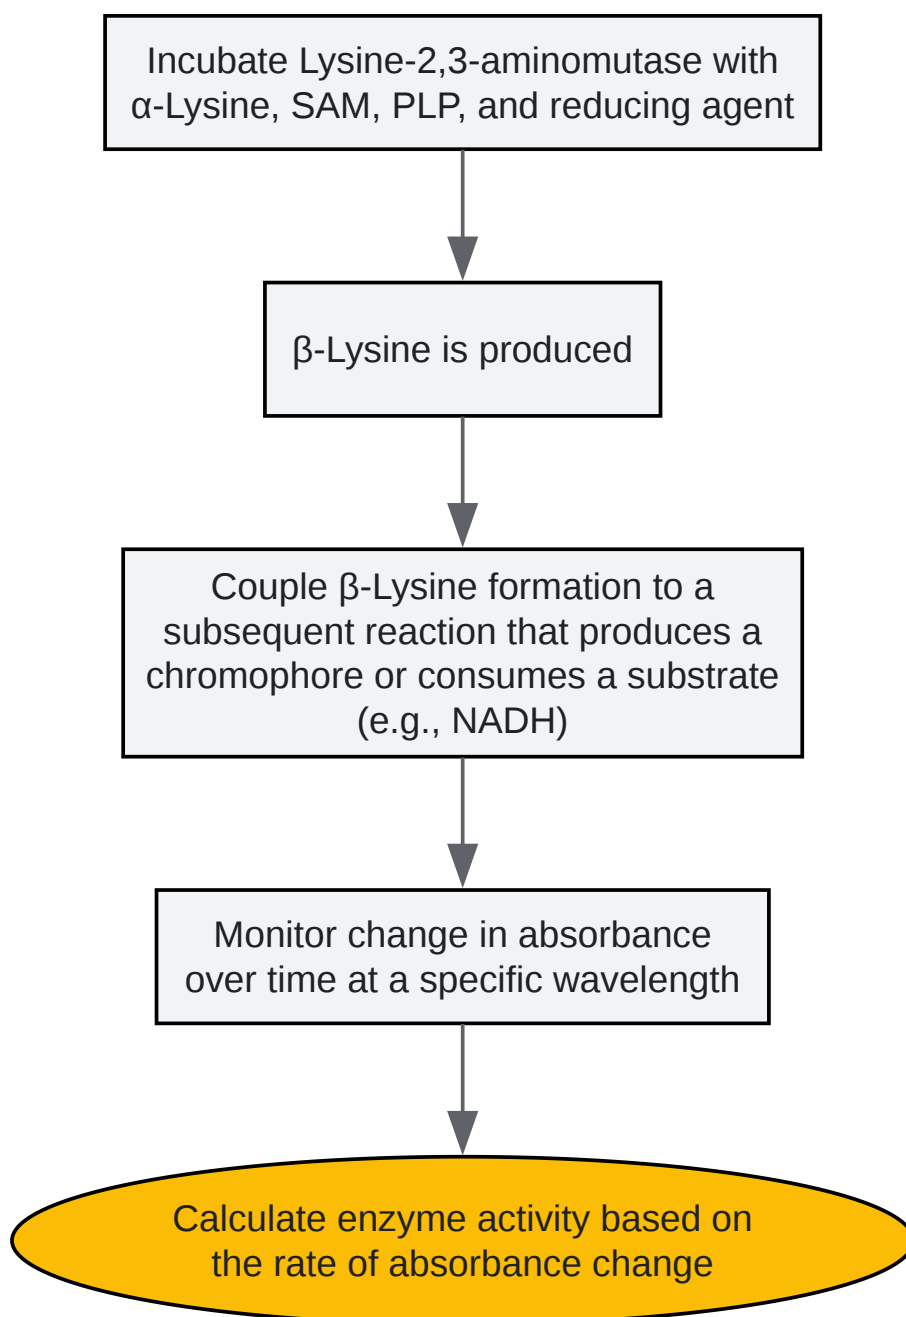 Incubate Lysine-2,3-aminomutase with
α-Lysine, SAM, PLP, and reducing agent
β-Lysine is produced
Couple β-Lysine formation to a
subsequent reaction that produces a
chromophore or consumes a substrate
(e.g., NADH)
Monitor change in absorbance
over time at a specific wavelength
Calculate enzyme activity based on
the rate of absorbance change